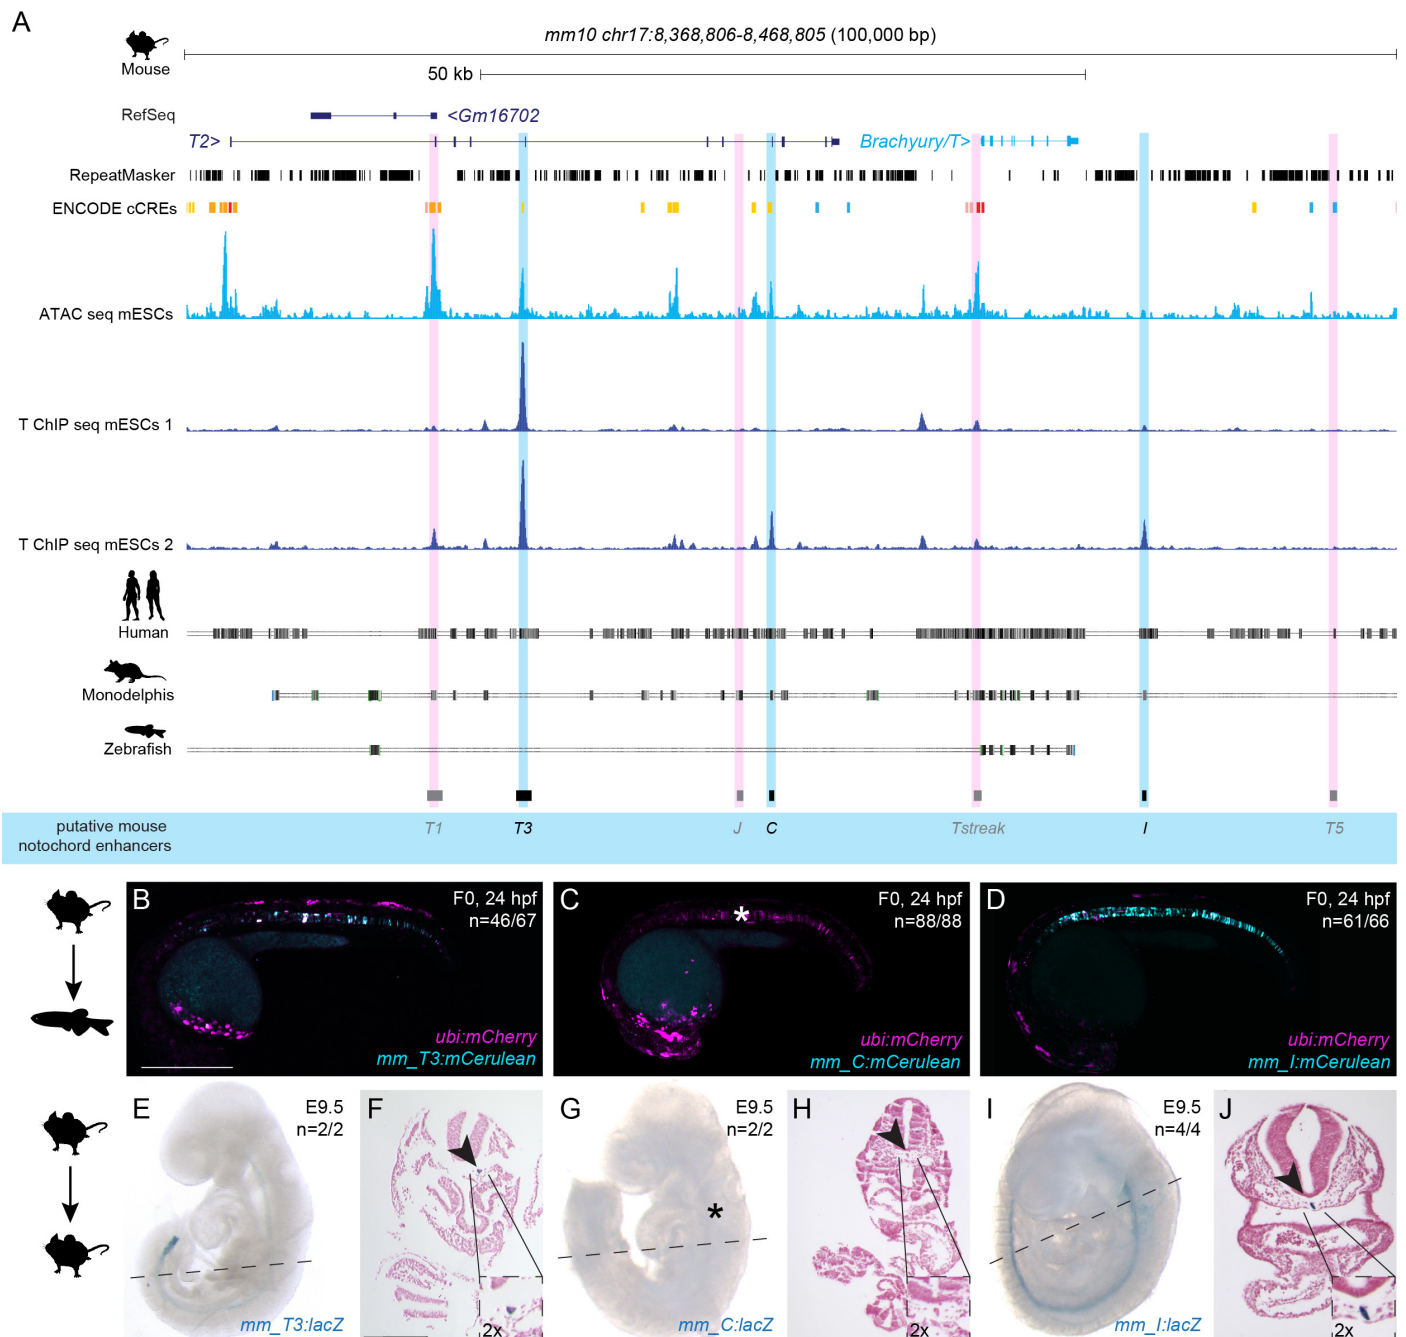 A
mm10 chr17:8,368,806-8,468,805 (100,000 bp)
Mouse
50 kb
RefSeq
<Gm16702
T2>
Brachyury/T>
RepeatMasker
ENCODE cCREs
ATAC seq mESCs
T ChIP seq mESCs 1
T ChIP seq mESCs 2
Human
Monodelphis
Zebrafish
putative mouse
notochord enhancers
T1
T3
J
C
Tstreak
I
T5
B
F0, 24 hpf
n=46/67
ubi:mCherry
mm_T3:mCerulean
C
F0, 24 hpf
n=88/88
*
ubi:mCherry
mm_C:mCerulean
D
F0, 24 hpf
n=61/66
ubi:mCherry
mm_I:mCerulean
E
E9.5
n=2/2
mm_T3:lacZ
F
2x
G
E9.5
n=2/2
*
mm_C:lacZ
H
2x
I
E9.5
n=4/4
mm_I:lacZ
J
2x